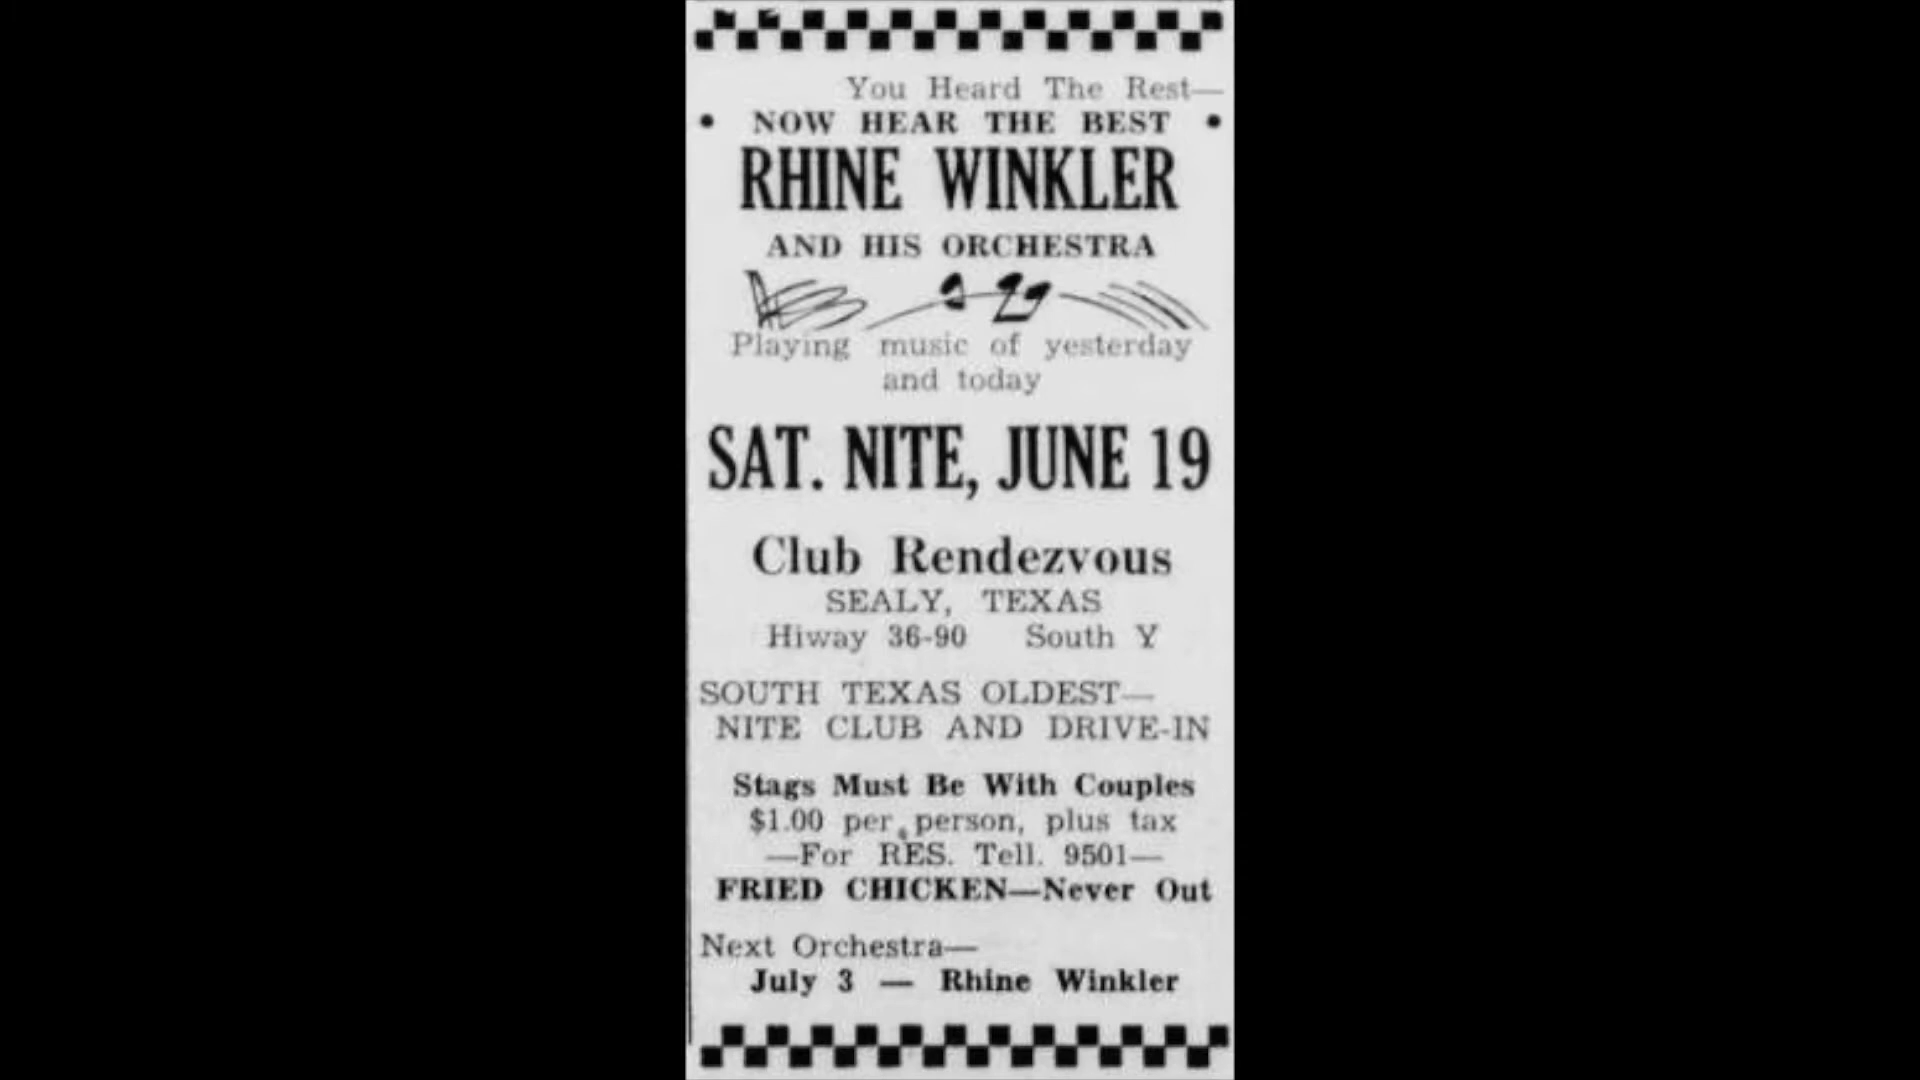 You Heard The Rest—
• NOW HEAR THE BEST •
RHINE WINKLER
AND HIS ORCHESTRA
Playing music of yesterday
and today
SAT. NITE, JUNE 19
Club Rendezvous
SEALY, TEXAS
Hiway 36-90 South Y
SOUTH TEXAS OLDEST—
NITE CLUB AND DRIVE-IN
Stags Must Be With Couples
$1.00 per person, plus tax
—For RES. Tell. 9501—
FRIED CHICKEN—Never Out
Next Orchestra—
July 3 — Rhine Winkler